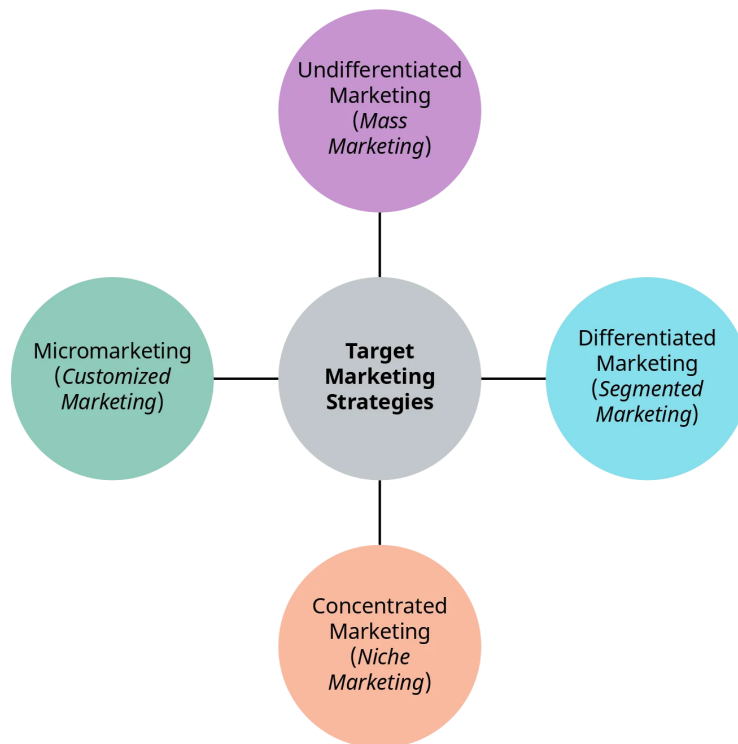 Undifferentiated
Marketing
(Mass
Marketing)
Micromarketing
(Customized
Marketing)
Target
Marketing
Strategies
Differentiated
Marketing
(Segmented
Marketing)
Concentrated
Marketing
(Niche
Marketing)